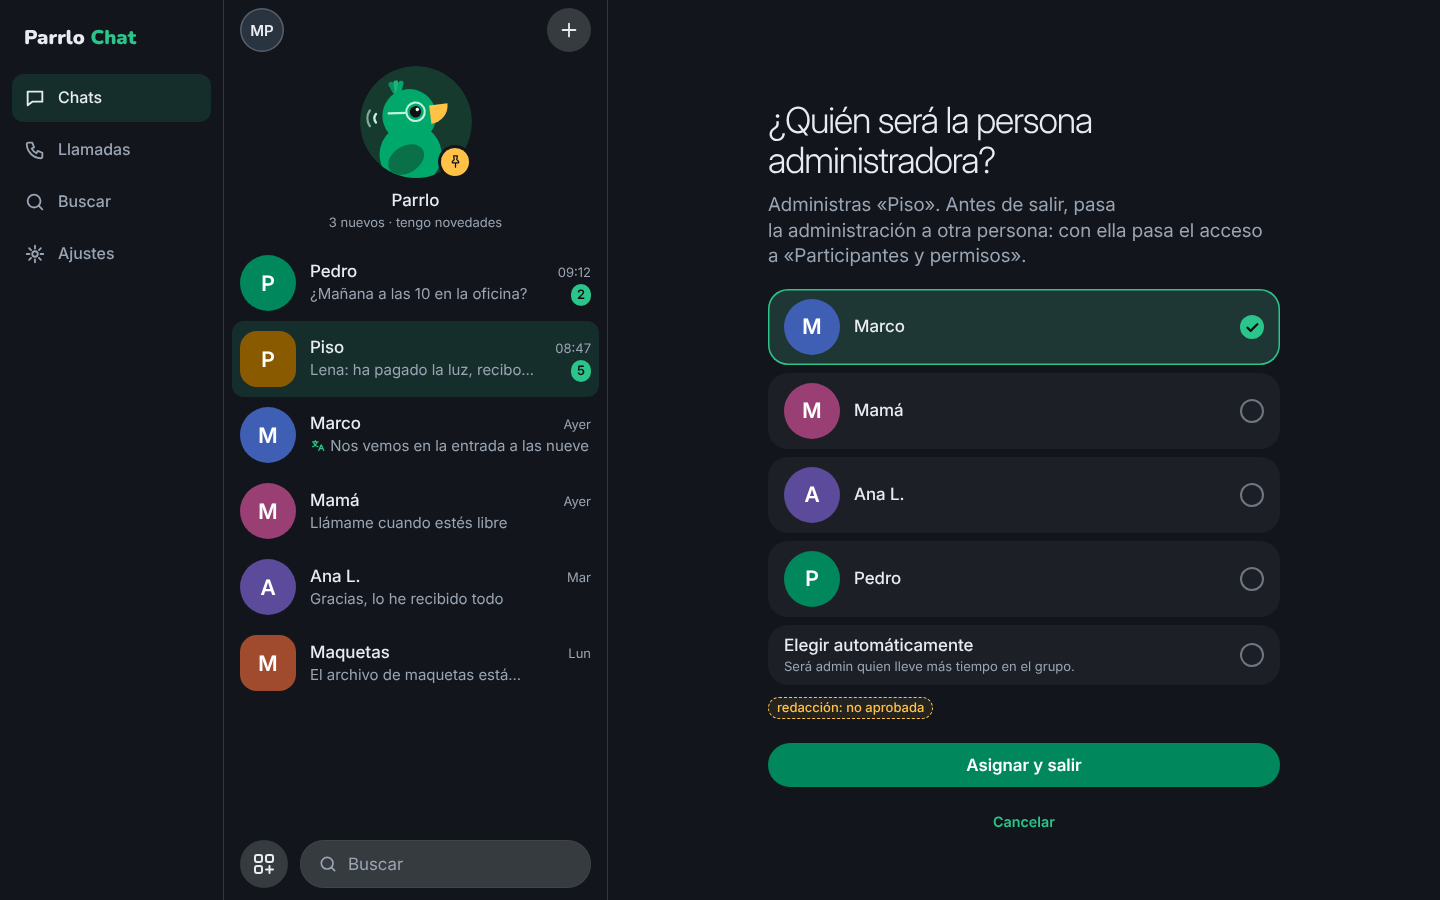 Parrlo Chat
Chats
Llamadas
Buscar
Ajustes
MP
Parrlo
3 nuevos · tengo novedades
P
Pedro
09:12
¿Mañana a las 10 en la oficina?
2
P
Piso
08:47
Lena: ha pagado la luz, recibo...
5
M
Marco
Ayer
Nos vemos en la entrada a las nueve
M
Mamá
Ayer
Llámame cuando estés libre
A
Ana L.
Mar
Gracias, lo he recibido todo
M
Maquetas
Lun
El archivo de maquetas está...
Buscar
¿Quién será la persona
administradora?
Administras «Piso». Antes de salir, pasa
la administración a otra persona: con ella pasa el acceso
a «Participantes y permisos».
M
Marco
M
Mamá
A
Ana L.
P
Pedro
Elegir automáticamente
Será admin quien lleve más tiempo en el grupo.
redacción: no aprobada
Asignar y salir
Cancelar